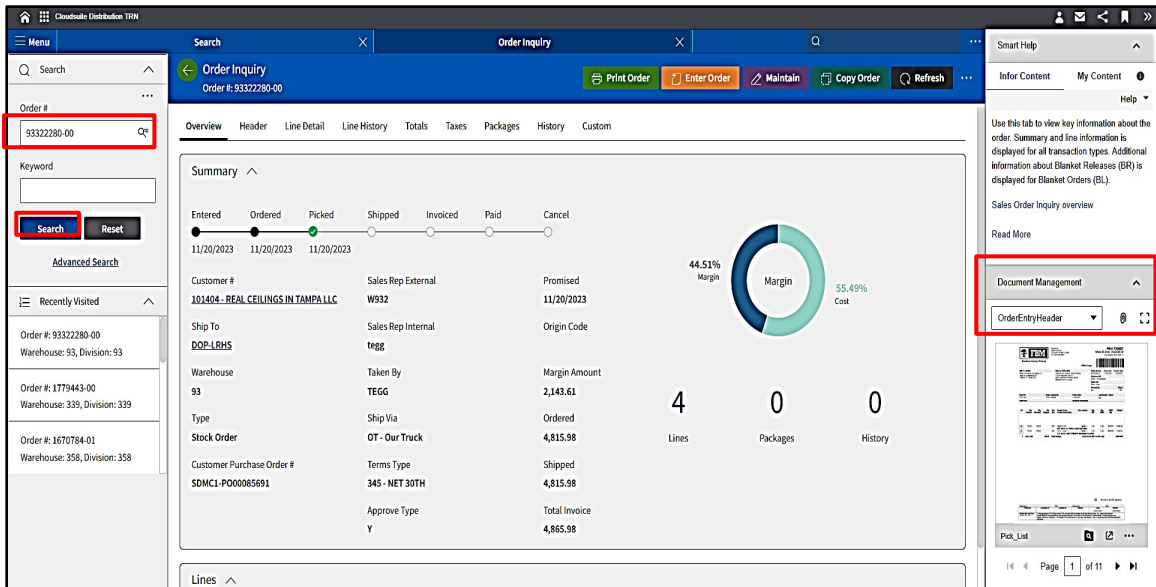 Cloudsuite Distribution TRN
Menu
Search
Order Inquiry
Search
Order #
93322280-00
Keyword
Search
Reset
Advanced Search
Recently Visited
Order #: 93322280-00
Warehouse: 93, Division: 93
Order #: 1779443-00
Warehouse: 339, Division: 339
Order #: 1670784-01
Warehouse: 358, Division: 358
Order Inquiry
Order #: 93322280-00
Print Order
Enter Order
Maintain
Copy Order
Refresh
Overview Header Line Detail Line History Totals Taxes Packages History Custom
Summary
Entered Ordered Picked Shipped Invoiced Paid Cancel
11/20/2023 11/20/2023 11/20/2023
Customer # Sales Rep External Promised
101404 - REAL CEILINGS IN TAMPA LLC W932 11/20/2023
Ship To Sales Rep Internal Origin Code
DOP-LRHS tegg
Warehouse Taken By Margin Amount
93 TEGG 2,143.61
Type Ship Via Ordered
Stock Order OT - Our Truck 4,815.98
Customer Purchase Order # Terms Type Shipped
SDMC1-PO00085691 345 - NET 30TH 4,815.98
Approve Type Total Invoice
Y 4,865.98
44.51%
Margin
Margin
55.49%
Cost
4 0 0
Lines Packages History
Lines
Smart Help
Infor Content My Content
Help
Use this tab to view key information about the
order. Summary and line information is
displayed for all transaction types. Additional
information about Blanket Releases (BR) is
displayed for Blanket Orders (BL).
Sales Order Inquiry overview
Read More
Document Management
OrderEntryHeader
FBM
PICK TICKET
Pick_List
Page 1 of 11